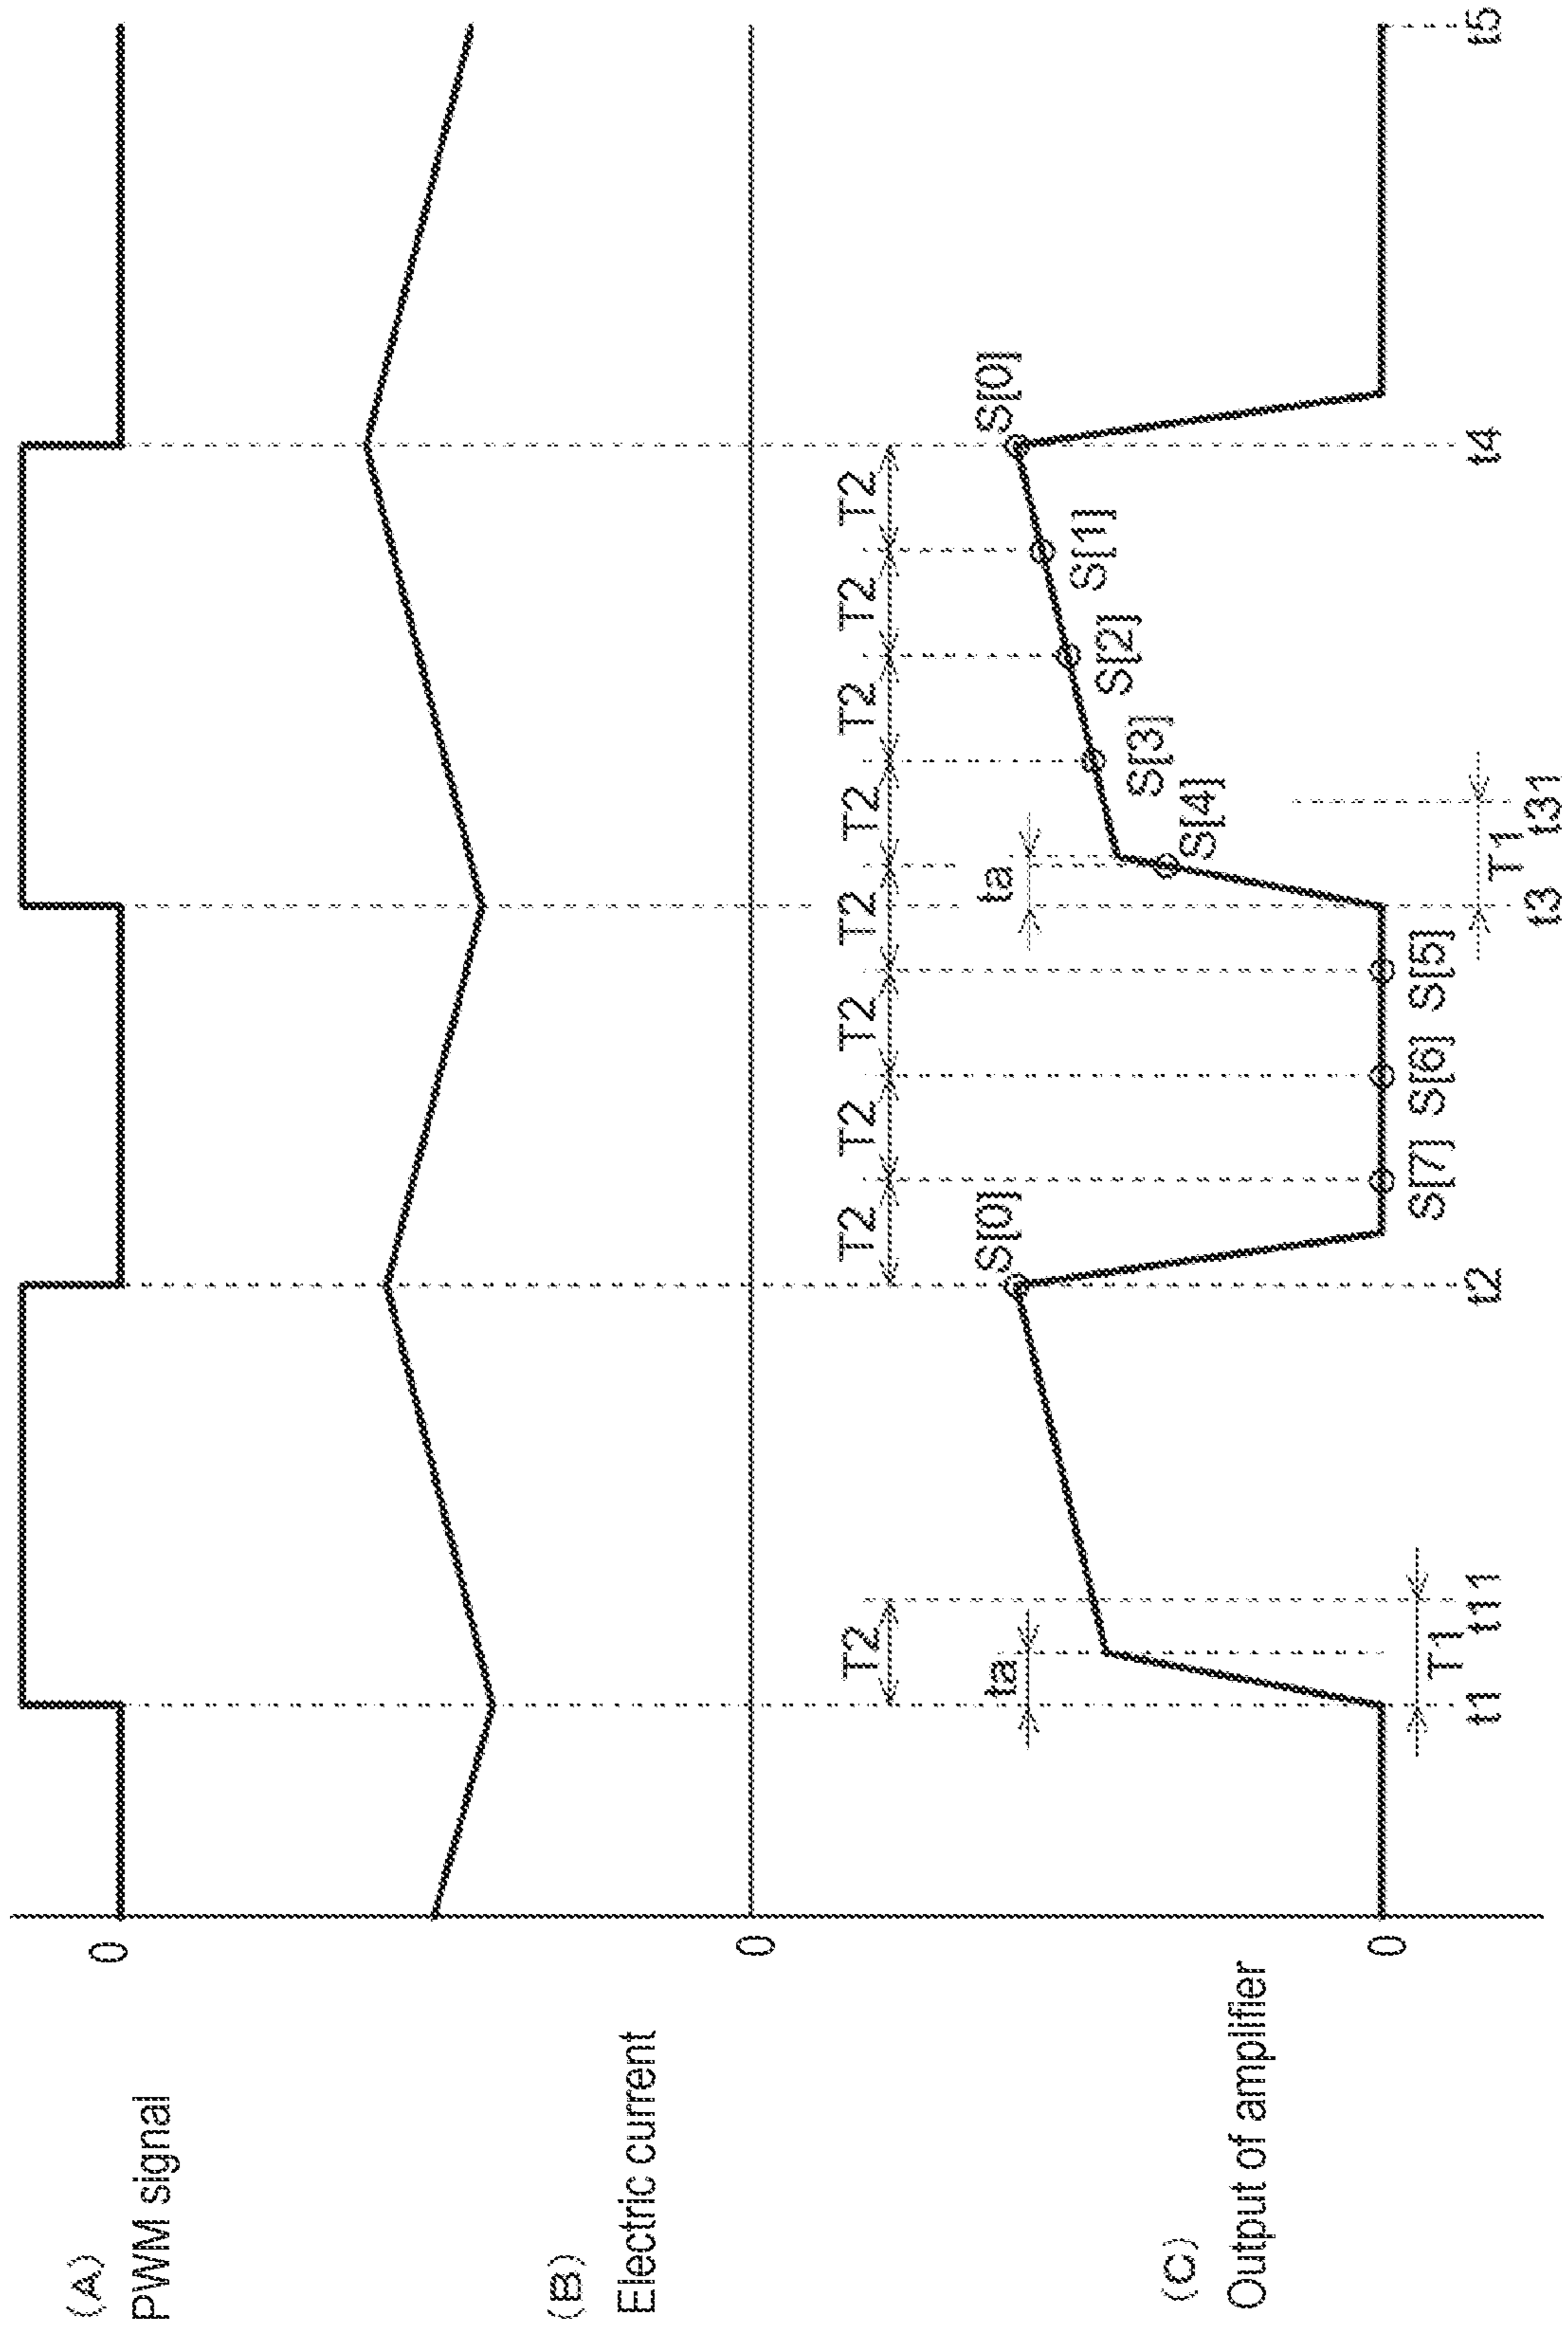 (A)
PWM signal
0
(B)
Electric current
0
(C)
Output of amplifier
0
T2
T2 T2 T2 T2 T2 T2 T2 T2
ta
ta
S[0]
S[7] S[6] S[5]
S[4]
S[3]
S[2]
S[1]
S[0]
T1
T1
t1 t11 t2 t3 t31 t4 t5